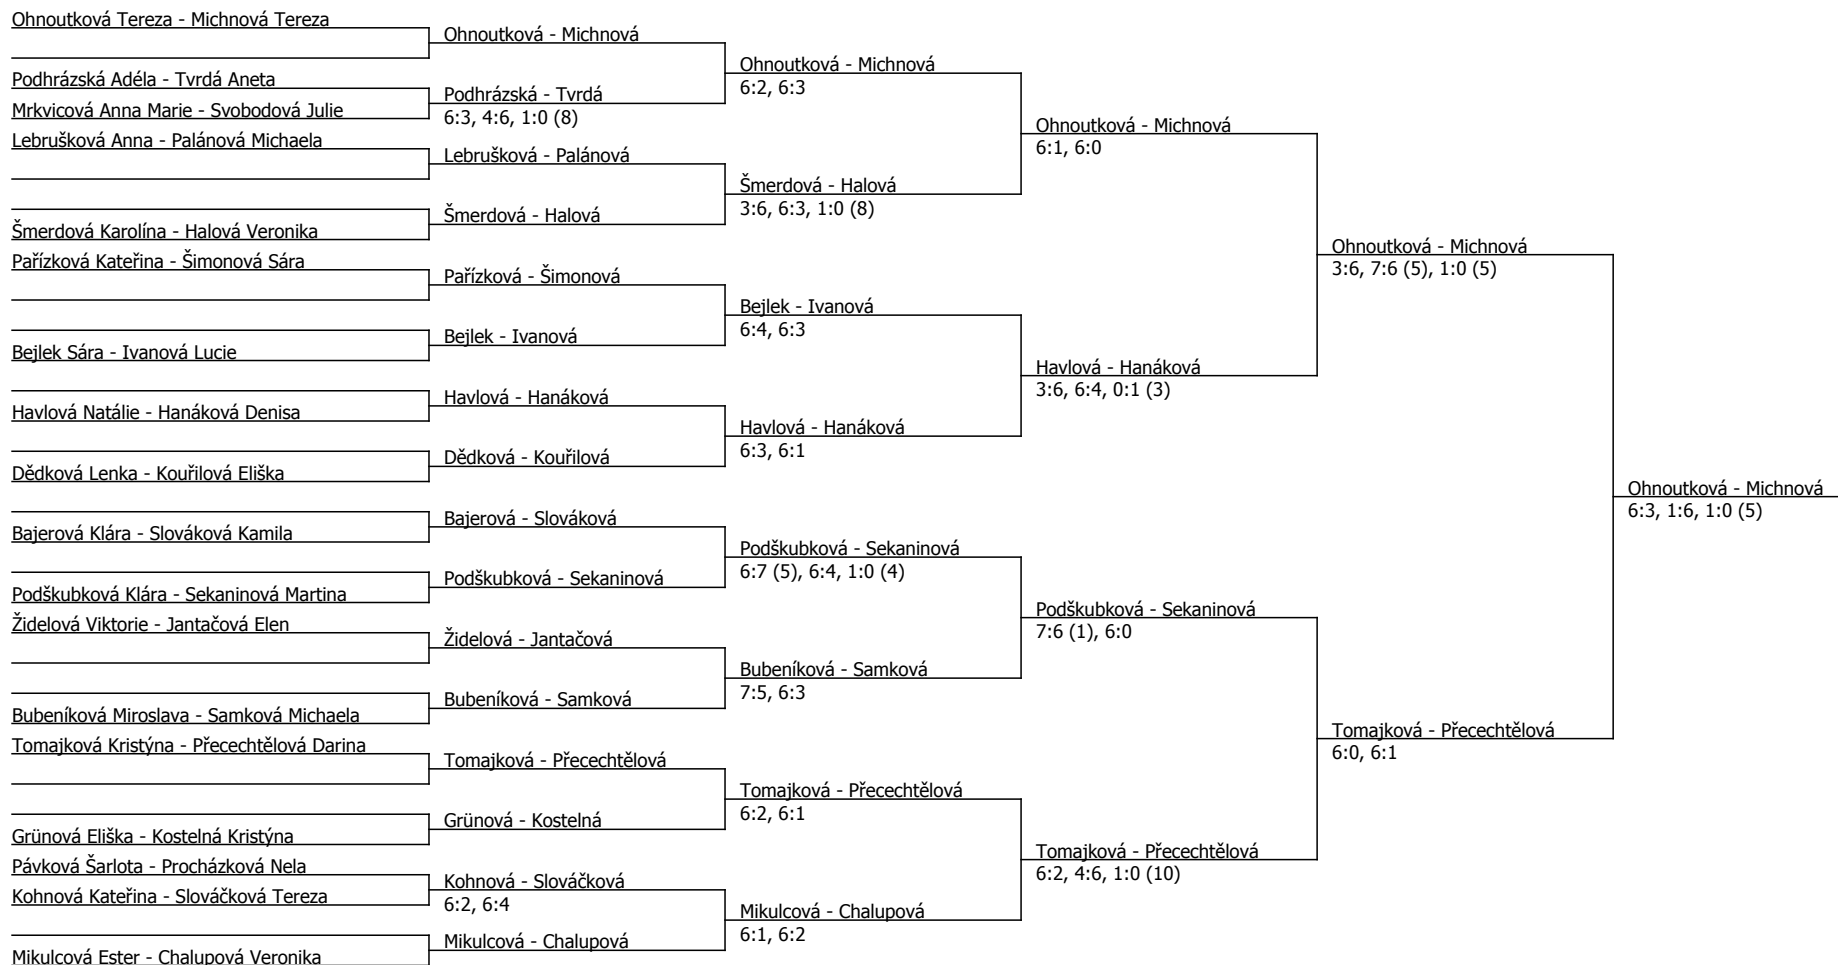 Ohnoutková Tereza - Michnová Tereza
Podhrázská Adéla - Tvrdá Aneta
Mrkvicová Anna Marie - Svobodová Julie
Lebrušková Anna - Palánová Michaela
Šmerdová Karolína - Halová Veronika
Pařízková Kateřina - Šimonová Sára
Bejlek Sára - Ivanová Lucie
Havlová Natálie - Hanáková Denisa
Dědková Lenka - Kouřilová Eliška
Bajerová Klára - Slováková Kamila
Podškubková Klára - Sekaninová Martina
Židelová Viktorie - Jantačová Elen
Bubeníková Miroslava - Samková Michaela
Tomajková Kristýna - Přecechtělová Darina
Grünová Eliška - Kostelná Kristýna
Pávková Šarlota - Procházková Nela
Kohnová Kateřina - Slováčková Tereza
Mikulcová Ester - Chalupová Veronika
Ohnoutková - Michnová
Podhrázská - Tvrdá
6:3, 4:6, 1:0 (8)
Lebrušková - Palánová
Šmerdová - Halová
Pařízková - Šimonová
Bejlek - Ivanová
Havlová - Hanáková
Dědková - Kouřilová
Bajerová - Slováková
Podškubková - Sekaninová
Židelová - Jantačová
Bubeníková - Samková
Tomajková - Přecechtělová
Grünová - Kostelná
Kohnová - Slováčková
6:2, 6:4
Mikulcová - Chalupová
Ohnoutková - Michnová
6:2, 6:3
Šmerdová - Halová
3:6, 6:3, 1:0 (8)
Bejlek - Ivanová
6:4, 6:3
Havlová - Hanáková
6:3, 6:1
Podškubková - Sekaninová
6:7 (5), 6:4, 1:0 (4)
Bubeníková - Samková
7:5, 6:3
Tomajková - Přecechtělová
6:2, 6:1
Mikulcová - Chalupová
6:1, 6:2
Ohnoutková - Michnová
6:1, 6:0
Havlová - Hanáková
3:6, 6:4, 0:1 (3)
Podškubková - Sekaninová
7:6 (1), 6:0
Tomajková - Přecechtělová
6:2, 4:6, 1:0 (10)
Ohnoutková - Michnová
3:6, 7:6 (5), 1:0 (5)
Tomajková - Přecechtělová
6:0, 6:1
Ohnoutková - Michnová
6:3, 1:6, 1:0 (5)